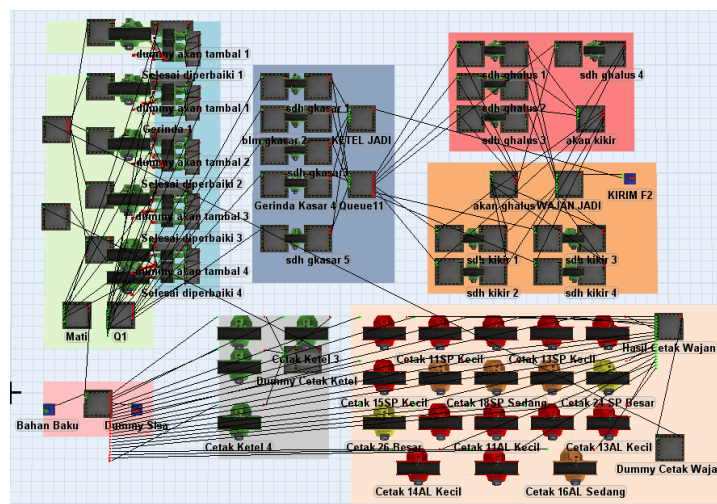 dummy akan tambal 1
Selesai diperbaiki 1
dummy akan tambal 1
Gerinda 1
dummy akan tambal 2
Selesai diperbaiki 2
dummy akan tambal 3
Selesai diperbaiki 3
dummy akan tambal 4
Selesai diperbaiki 4
Mati
Q1
sdh gkasar 1
blm gkasar 2
KETEL JADI
sdh gkasar 3
Gerinda Kasar 4
Queue11
sdh gkasar 5
sdh ghalus 1
sdh ghalus 4
sdh ghalus 2
sdh ghalus 3
akan kikir
akan ghalus
WAJAN JADI
KIRIM F2
sdh kikir 1
sdh kikir 3
sdh kikir 2
sdh kikir 4
Bahan Baku
Dummy Sisa
Cetak Ketel 3
Dummy Cetak Ketel
Cetak Ketel 4
Cetak 11SP Kecil
Cetak 13SP Kecil
Hasil Cetak Wajan
Cetak 15SP Kecil
Cetak 18SP Sedang
Cetak 21 SP Besar
Cetak 26 Besar
Cetak 11AL Kecil
Cetak 13AL Kecil
Cetak 14AL Kecil
Cetak 16AL Sedang
Dummy Cetak Waja